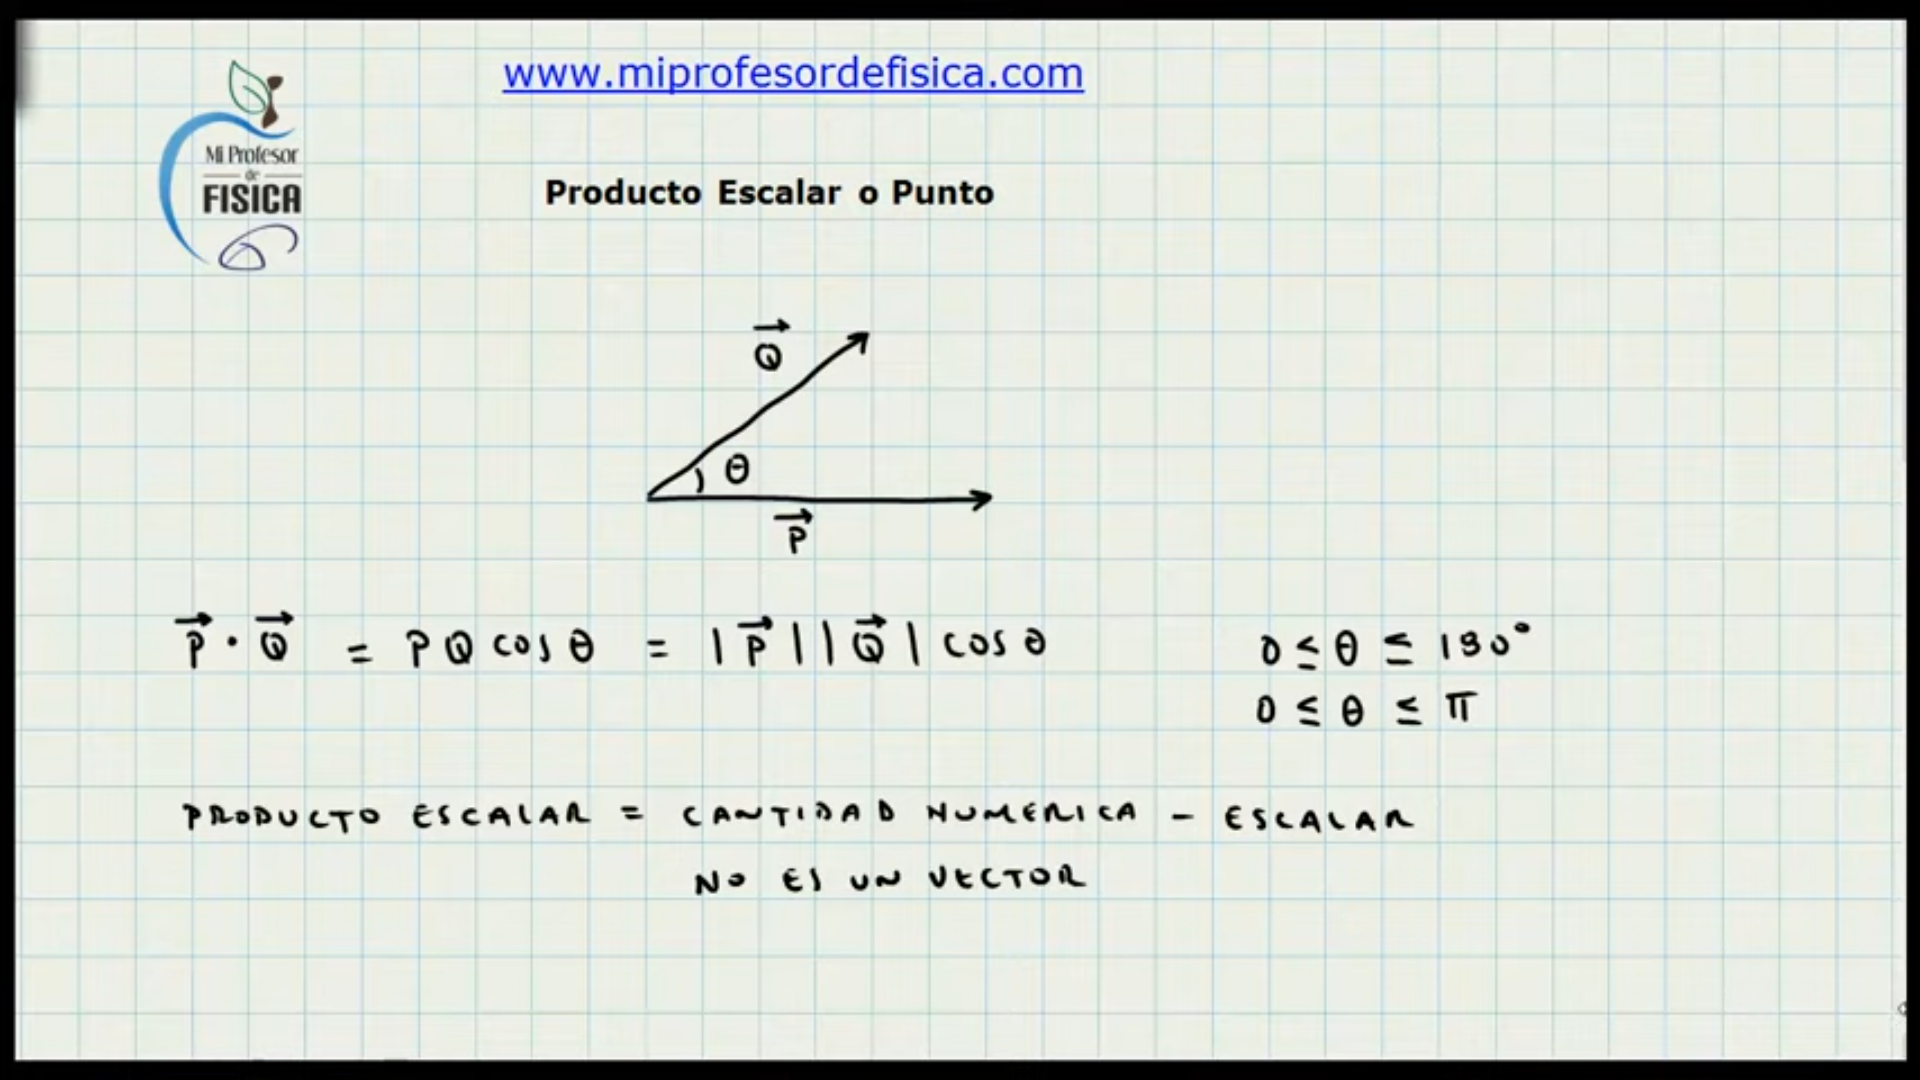 www.miprofesordefisica.com
Mi Profesor
de
FISICA
Producto Escalar o Punto
Q⃗
θ
P⃗
P⃗ · Q⃗ = PQ cos θ = |P⃗||Q⃗| cos θ
0 ≤ θ ≤ 180°
0 ≤ θ ≤ π
PRODUCTO ESCALAR = CANTIDAD NUMERICA - ESCALAR
NO ES UN VECTOR